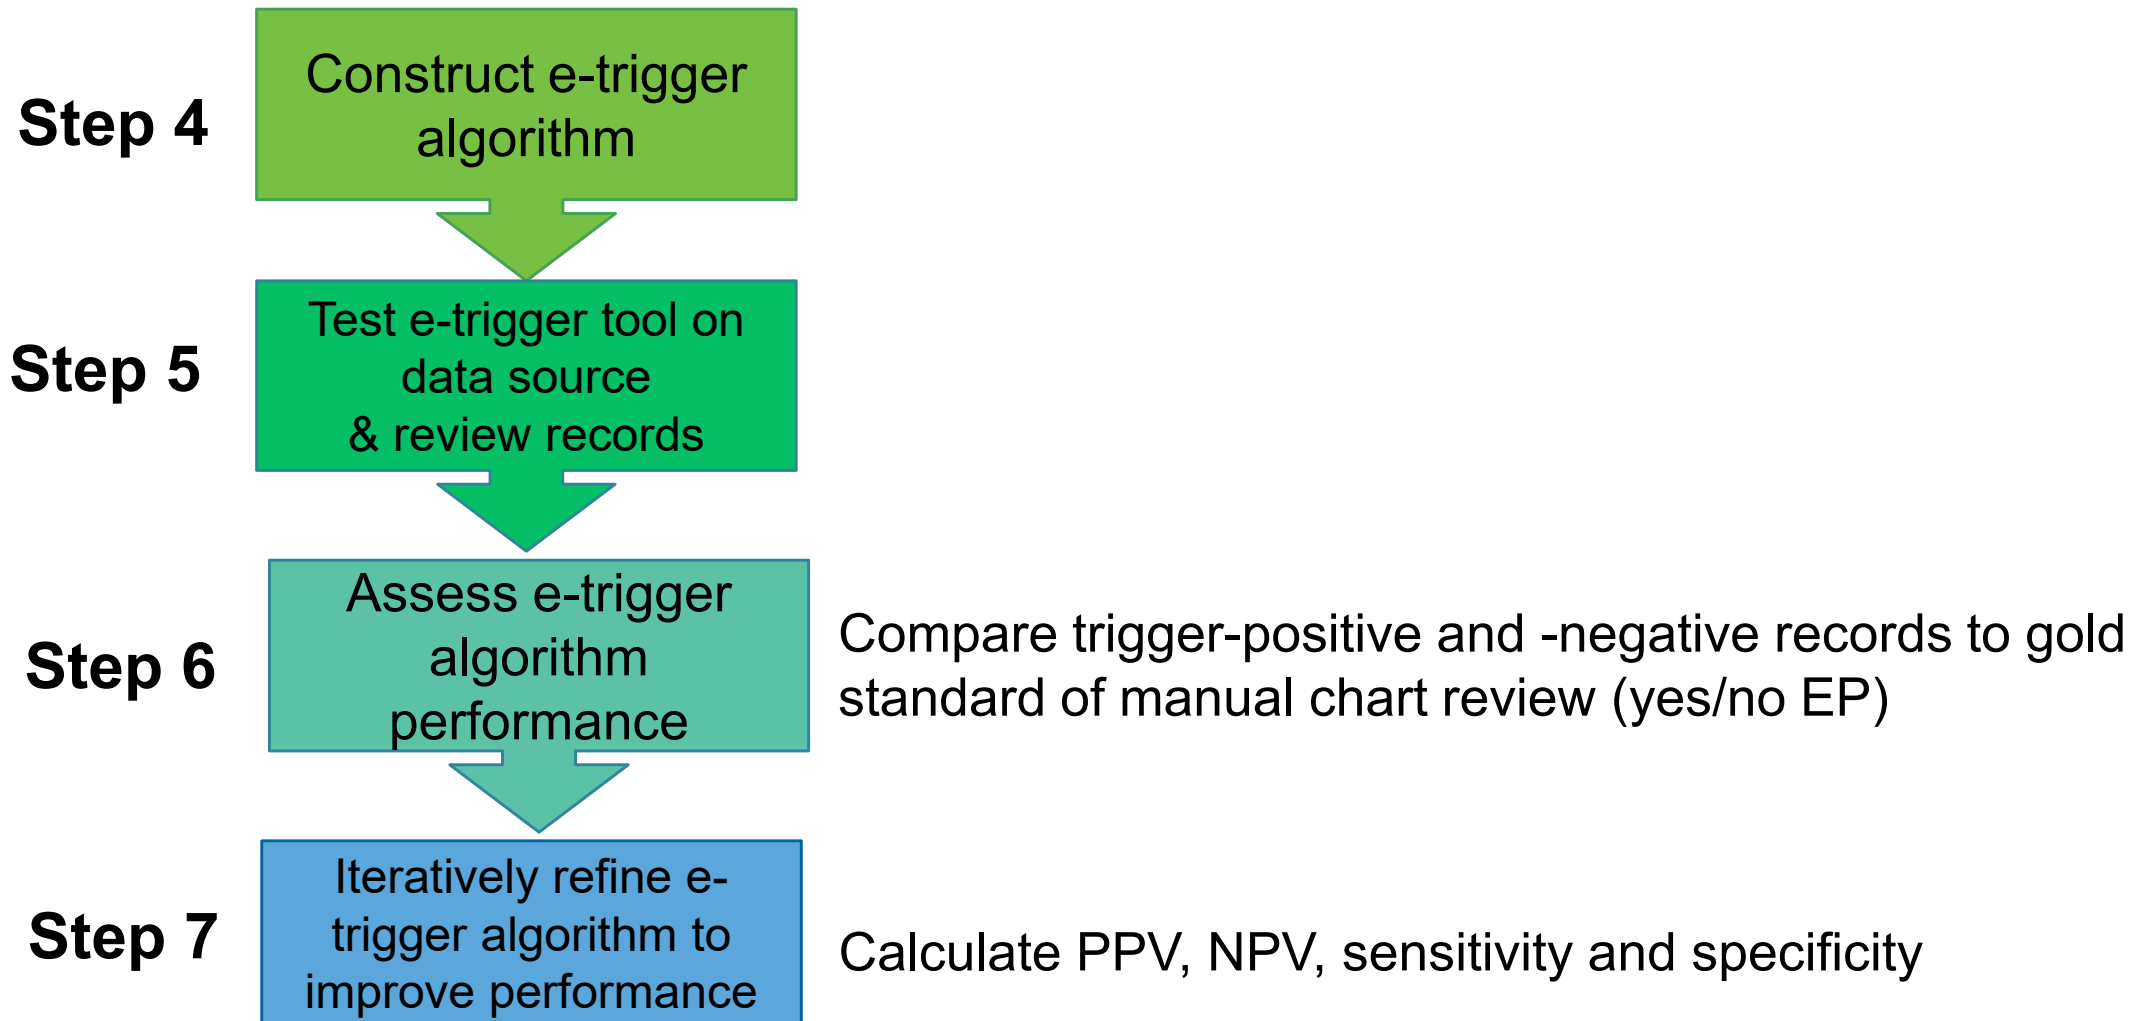 Step 4
Construct e-trigger
algorithm
Step 5
Test e-trigger tool on
data source
& review records
Step 6
Assess e-trigger
algorithm
performance
Compare trigger-positive and -negative records to gold
standard of manual chart review (yes/no EP)
Step 7
Iteratively refine e-
trigger algorithm to
improve performance
Calculate PPV, NPV, sensitivity and specificity